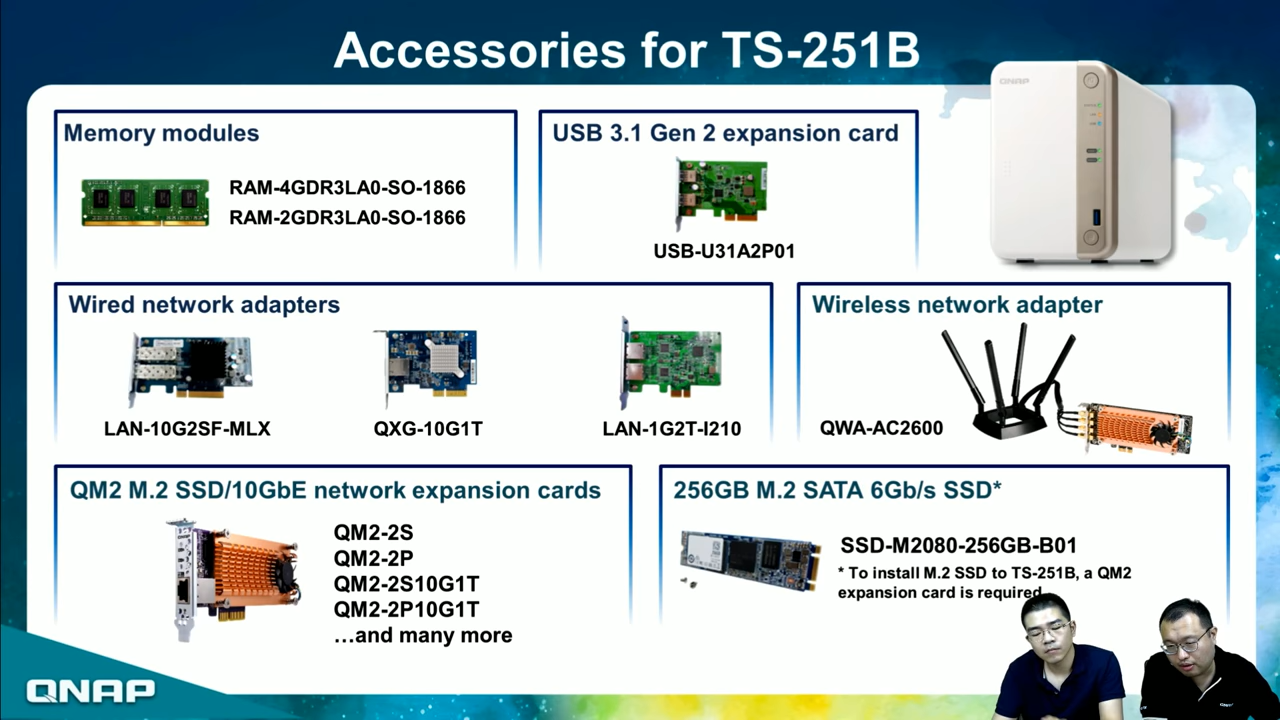 Accessories for TS-251B
QNAP
Memory modules
RAM-4GDR3LA0-SO-1866
RAM-2GDR3LA0-SO-1866
USB 3.1 Gen 2 expansion card
USB-U31A2P01
Wired network adapters
LAN-10G2SF-MLX
QXG-10G1T
LAN-1G2T-I210
Wireless network adapter
QWA-AC2600
QM2 M.2 SSD/10GbE network expansion cards
QM2-2S
QM2-2P
QM2-2S10G1T
QM2-2P10G1T
...and many more
256GB M.2 SATA 6Gb/s SSD*
SSD-M2080-256GB-B01
* To install M.2 SSD to TS-251B, a QM2
expansion card is required
QNAP